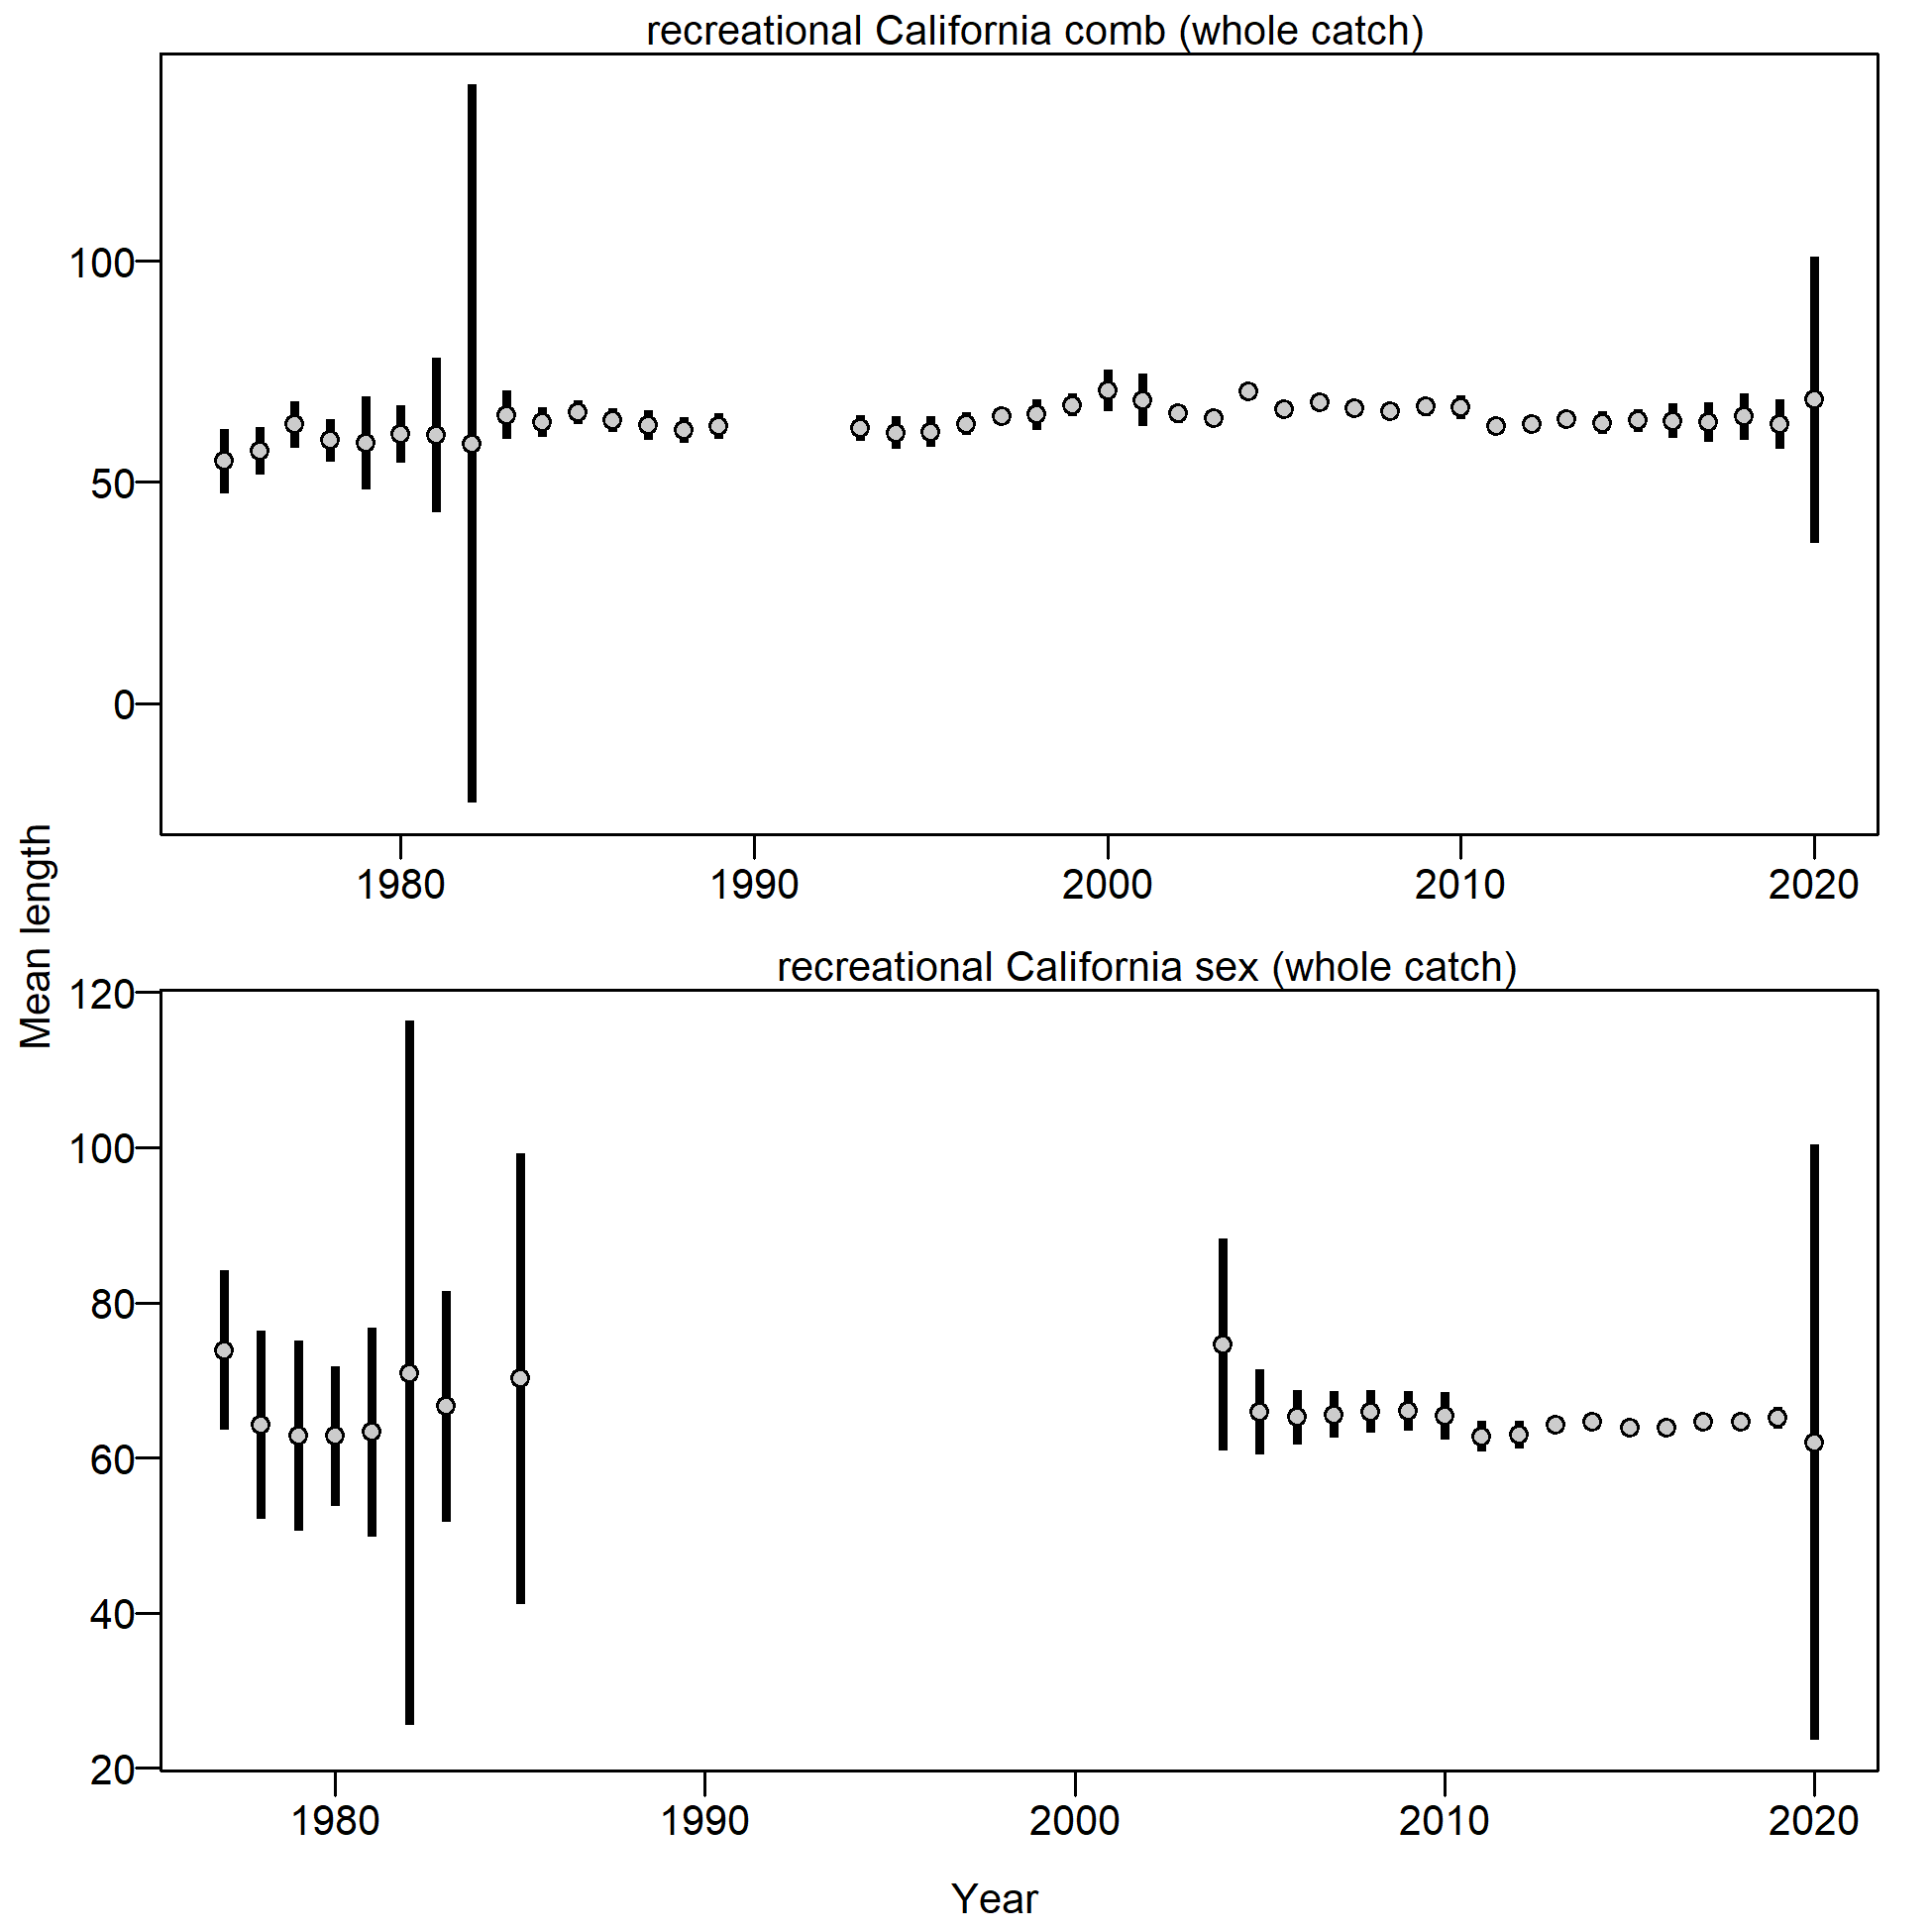 recreational California comb (whole catch)
100
50
0
1980 1990 2000 2010 2020
Mean length
recreational California sex (whole catch)
120
100
80
60
40
20
1980 1990 2000 2010 2020
Year